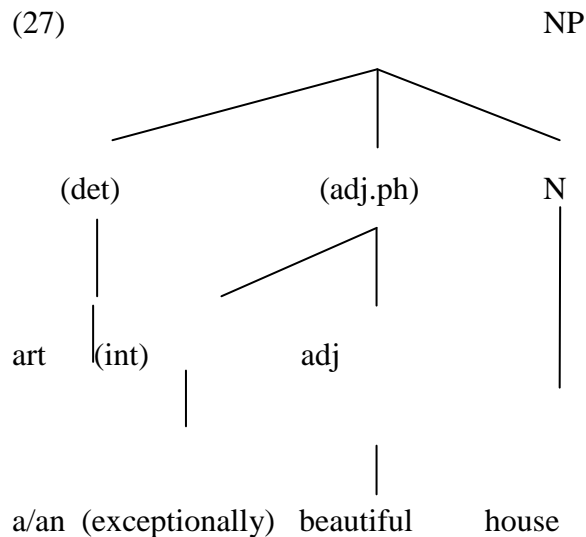 (27) NP
(det) (adj.ph) N
art (int) adj
a/an (exceptionally) beautiful house